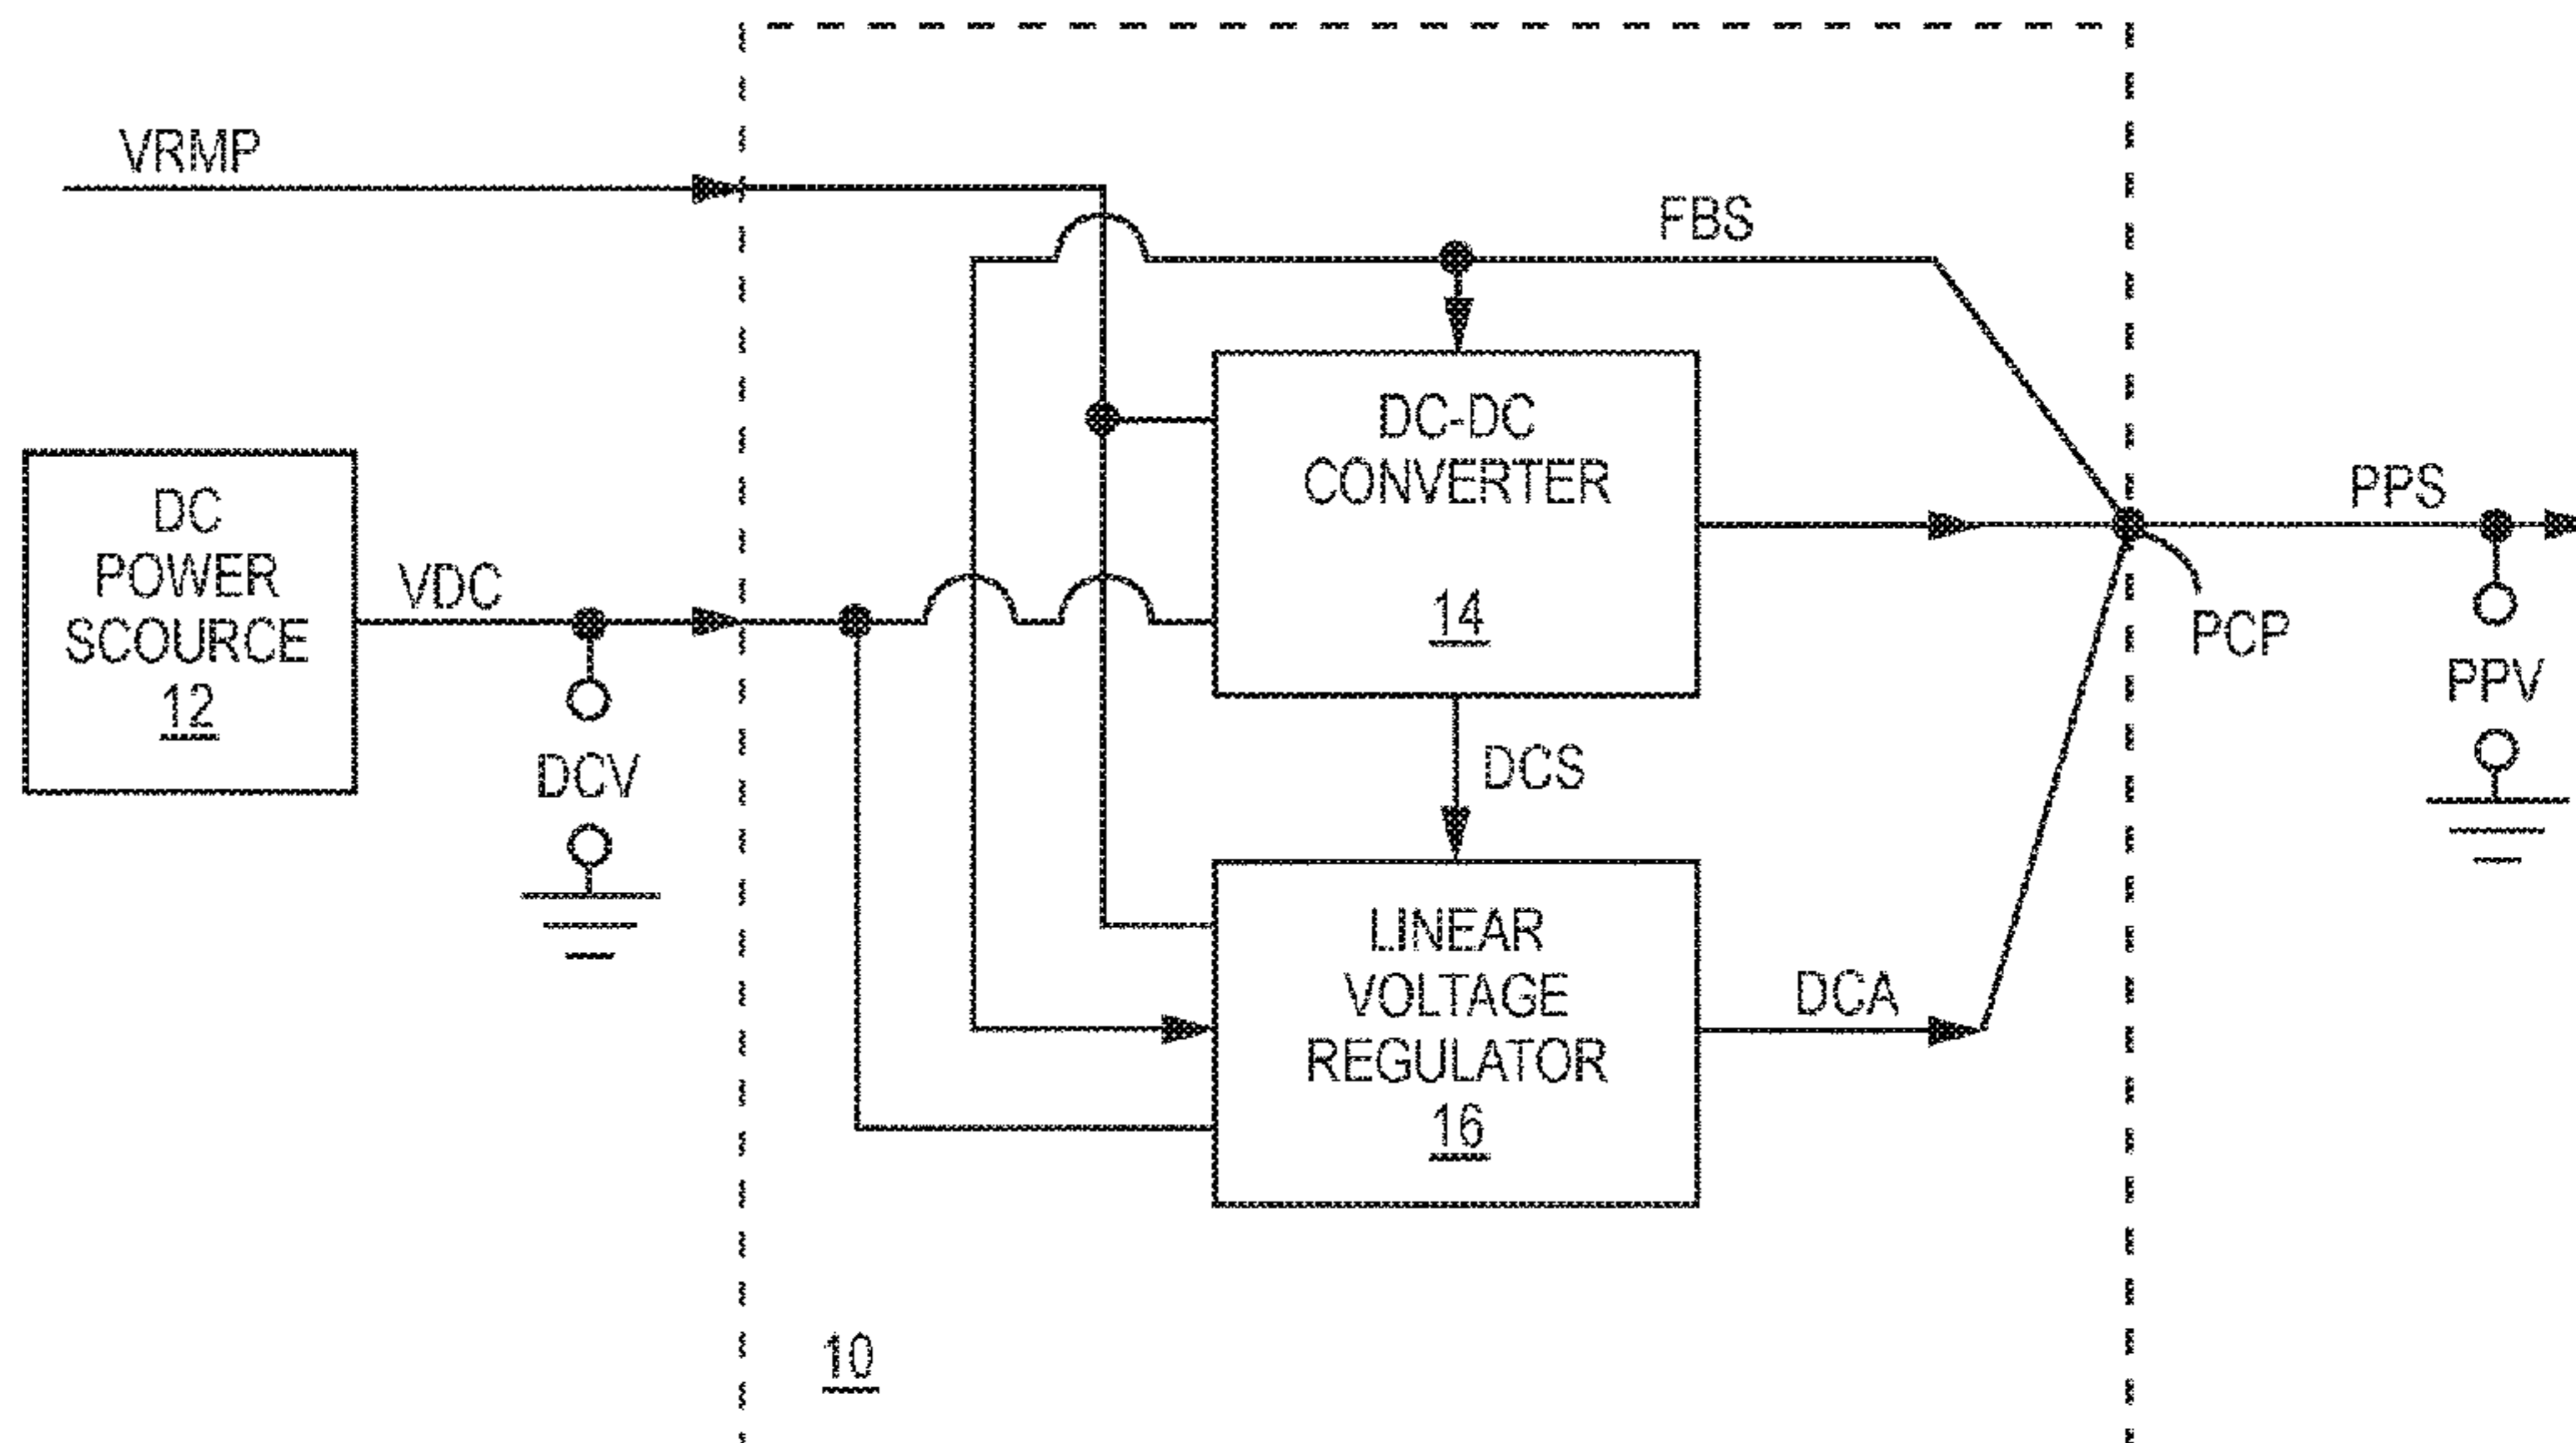 VRMP
FBS
DC-DC
CONVERTER
14
DC
POWER
SCOURCE
12
VDC
DCV
PPS
PCP
PPV
DCS
LINEAR
VOLTAGE
REGULATOR
16
DCA
10